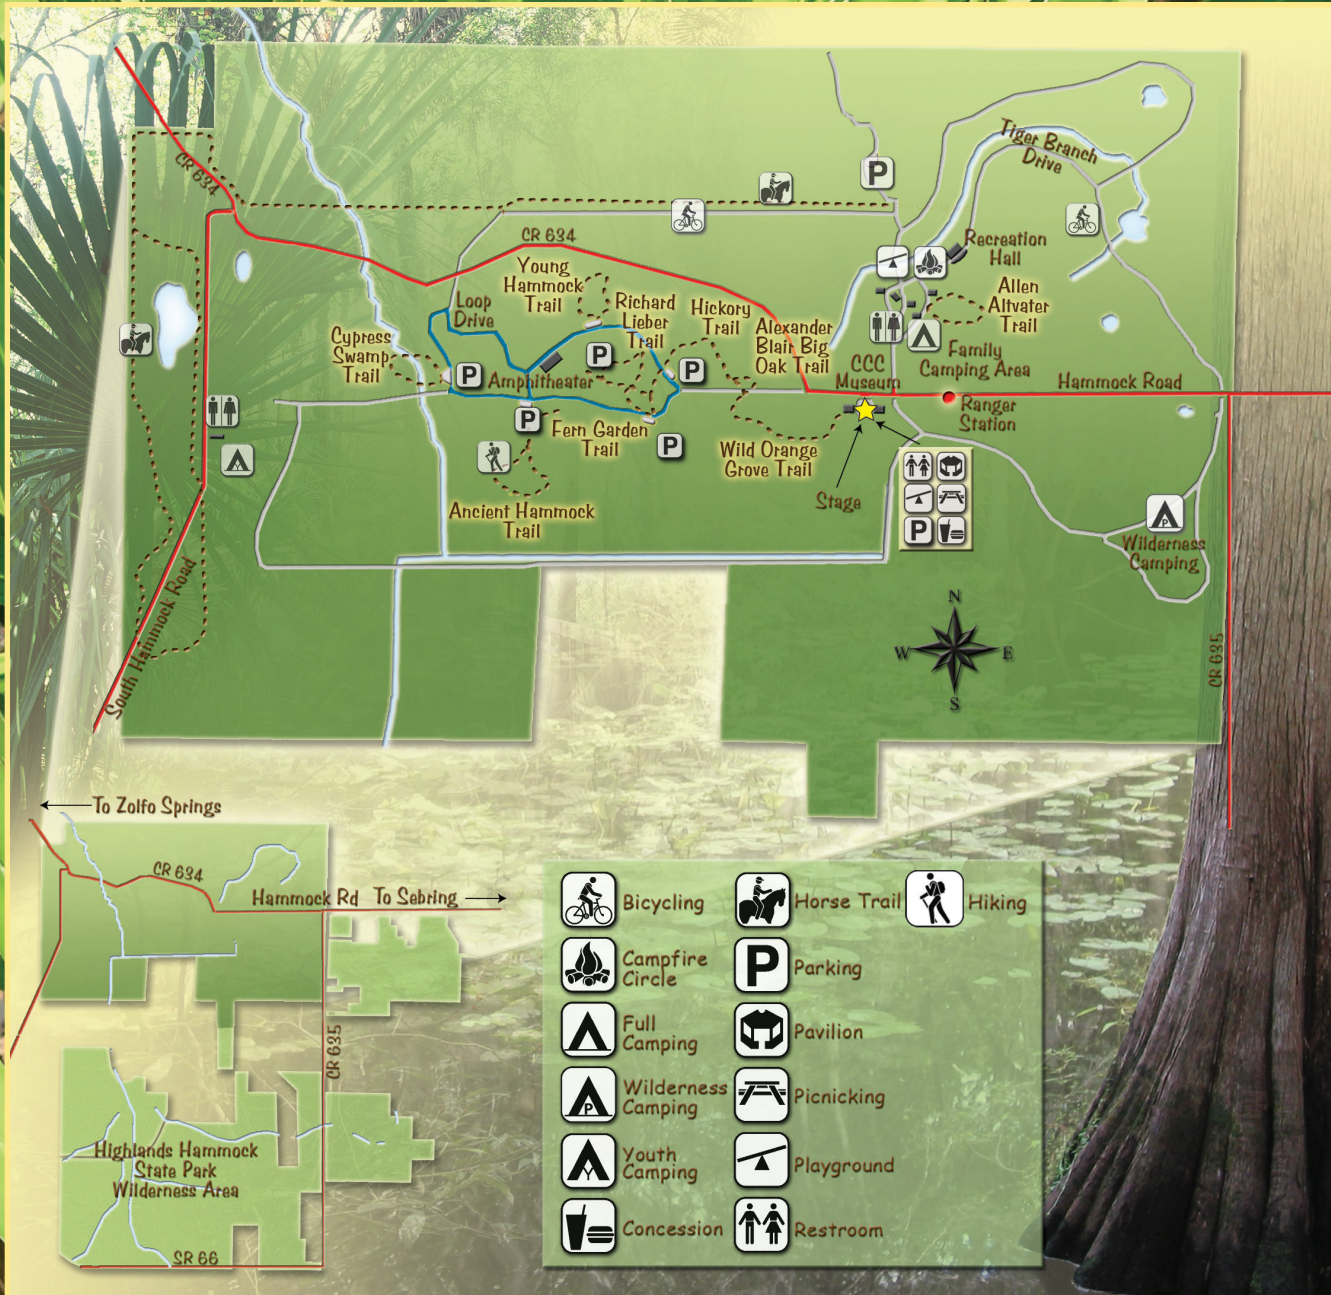 CR 634
Tiger Branch
Drive
P
CR 634
Recreation
Hall
Young
Hammock
Trail
Allen
Altvater
Trail
Loop
Drive
Richard
Lieber
Trail
Hickory
Trail
Alexander
Blair Big
Oak Trail
Cypress
Swamp
Trail
Family
Camping Area
CCC
Museum
Hammock Road
P
P
P
Amphitheater
Ranger
Station
P
Fern Garden
Trail
P
Wild Orange
Grove Trail
Stage
Ancient Hammock
Trail
P
P
Wilderness
Camping
South Hammock Road
N
W
E
S
CR 635
To Zolfo Springs
CR 634
Hammock Rd To Sebring
CR 635
Highlands Hammock
State Park
Wilderness Area
SR 66
Bicycling
Horse Trail
Hiking
Campfire
Circle
P
Parking
Full
Camping
Pavilion
P
Wilderness
Camping
Picnicking
Y
Youth
Camping
Playground
Concession
Restroom